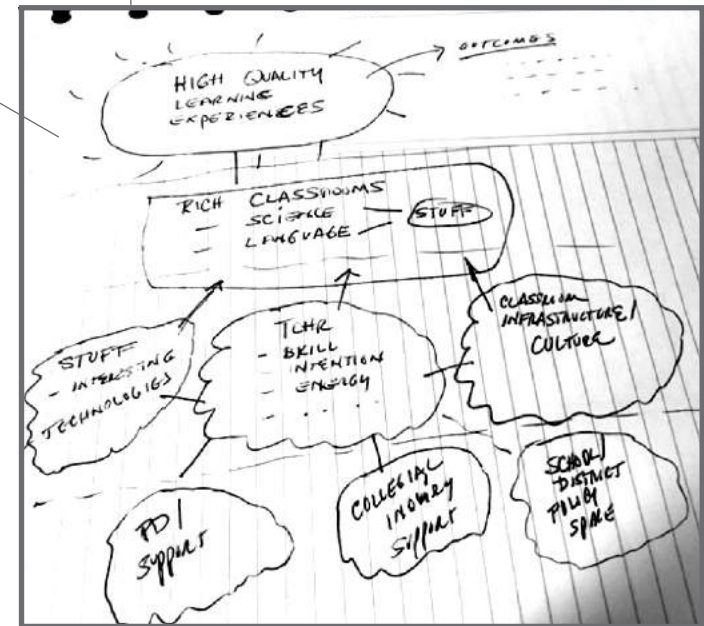 OUTCOMES
HIGH QUALITY
LEARNING
EXPERIENCES
RICH CLASSROOMS
- SCIENCE
- LANGUAGE
STUFF
STUFF
- INTERESTING
- TECHNOLOGIES
TCHR
- SKILL
- INTENTION
- ENERGY
- . . . .
CLASSROOM
INFRASTRUCTURE/
CULTURE
PD/
SUPPORT
COLLEGIAL
INQUIRY
SUPPORT
SCHOOL/
DISTRICT
POLICY
SPACE